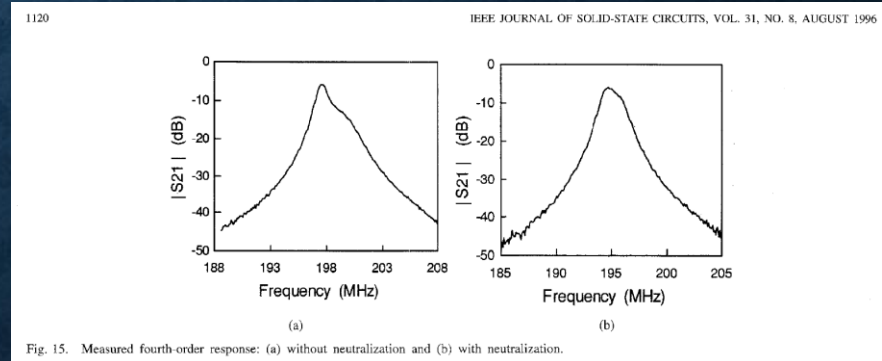 1120
IEEE JOURNAL OF SOLID-STATE CIRCUITS, VOL. 31, NO. 8, AUGUST 1996
0
-10
-20
-30
-40
-50
|S21| (dB)
188 193 198 203 208
Frequency (MHz)
(a)
0
-10
-20
-30
-40
-50
|S21| (dB)
185 190 195 200 205
Frequency (MHz)
(b)
Fig. 15. Measured fourth-order response: (a) without neutralization and (b) with neutralization.